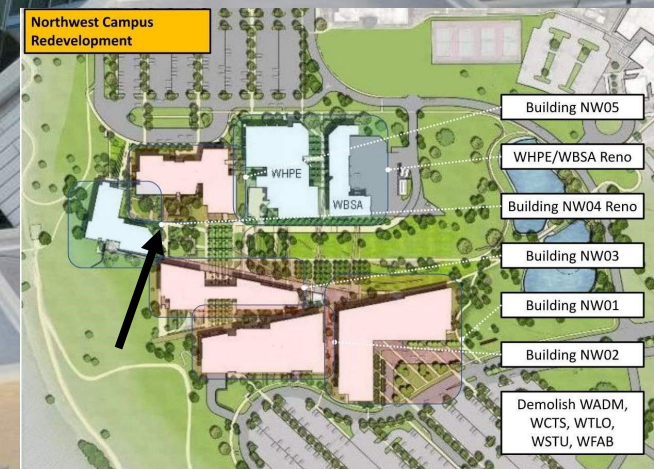 Northwest Campus
Redevelopment
Building NW05
WHPE
WHPE/WBSA Reno
WBSA
Building NW04 Reno
Building NW03
Building NW01
Building NW02
Demolish WADM,
WCTS, WTLO,
WSTU, WFAB